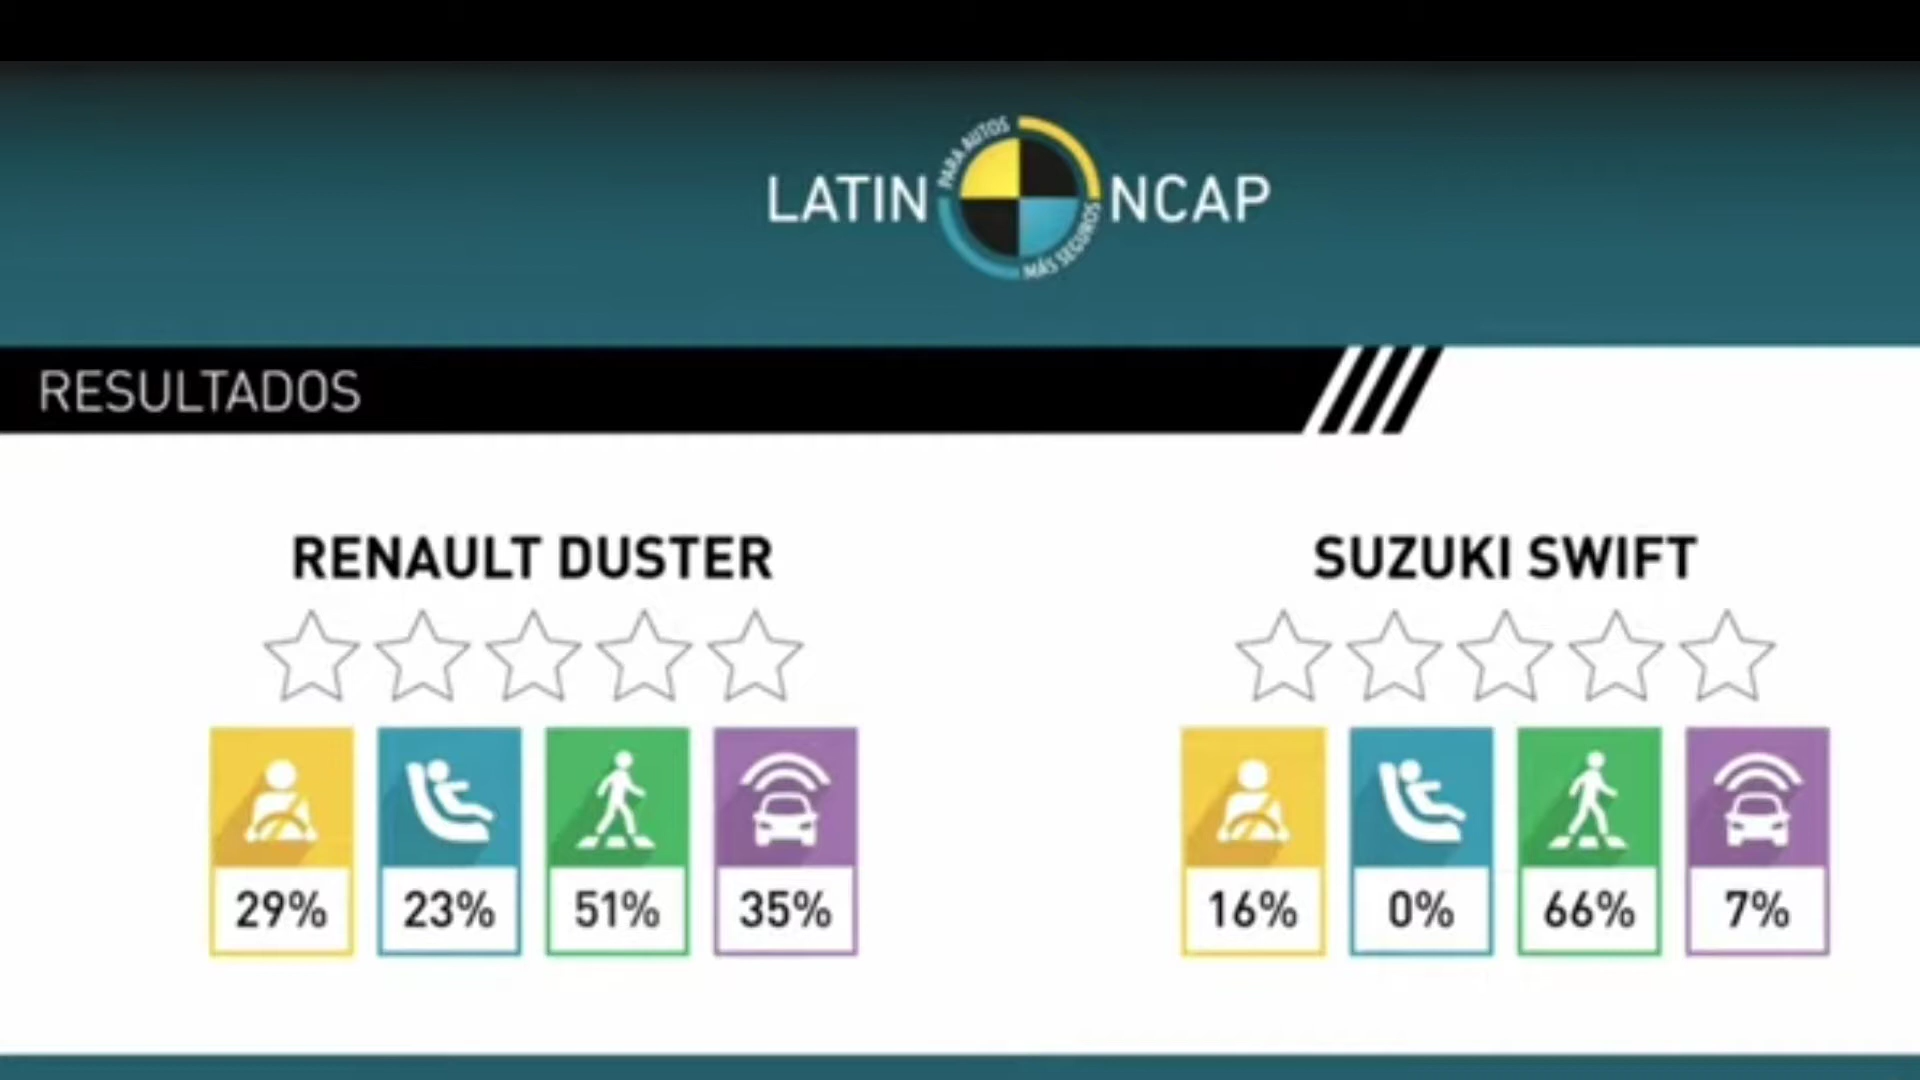 LATIN
PARA AUTOS
MÁS SEGUROS
NCAP
RESULTADOS
RENAULT DUSTER
29%
23%
51%
35%
SUZUKI SWIFT
16%
0%
66%
7%